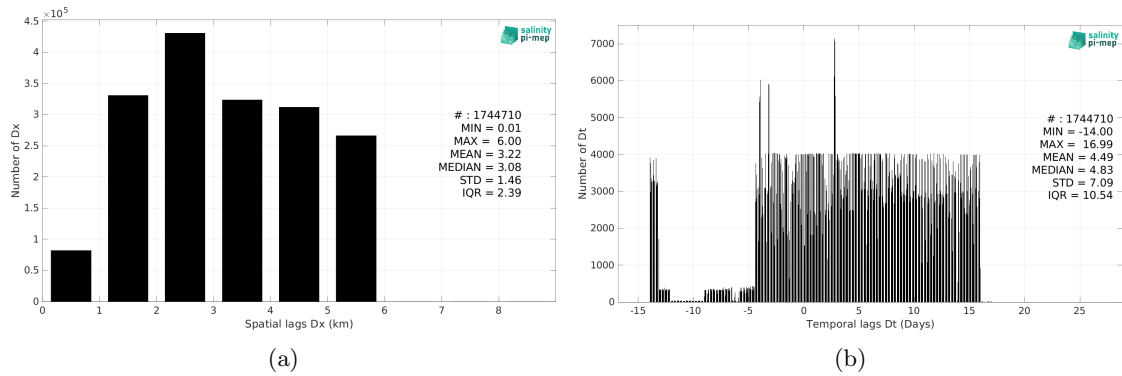 ×10^5
4.5
4
3.5
3
2.5
2
1.5
1
0.5
0
Number of Dx
salinity
pi-mep
# : 1744710
MIN = 0.01
MAX = 6.00
MEAN = 3.22
MEDIAN = 3.08
STD = 1.46
IQR = 2.39
0 1 2 3 4 5 6 7 8 9
Spatial lags Dx (km)
(a)
7000
6000
5000
4000
3000
2000
1000
0
Number of Dt
salinity
pi-mep
# : 1744710
MIN = -14.00
MAX = 16.99
MEAN = 4.49
MEDIAN = 4.83
STD = 7.09
IQR = 10.54
-15 -10 -5 0 5 10 15 20 25
Temporal lags Dt (Days)
(b)